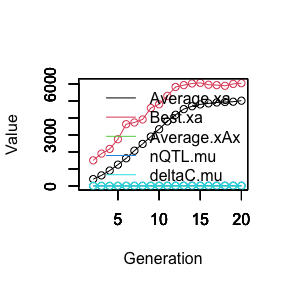 6000
3000
0
Value
Average.xa
Best.xa
Average.xAx
nQTL.mu
deltaC.mu
5 10 15 20
Generation